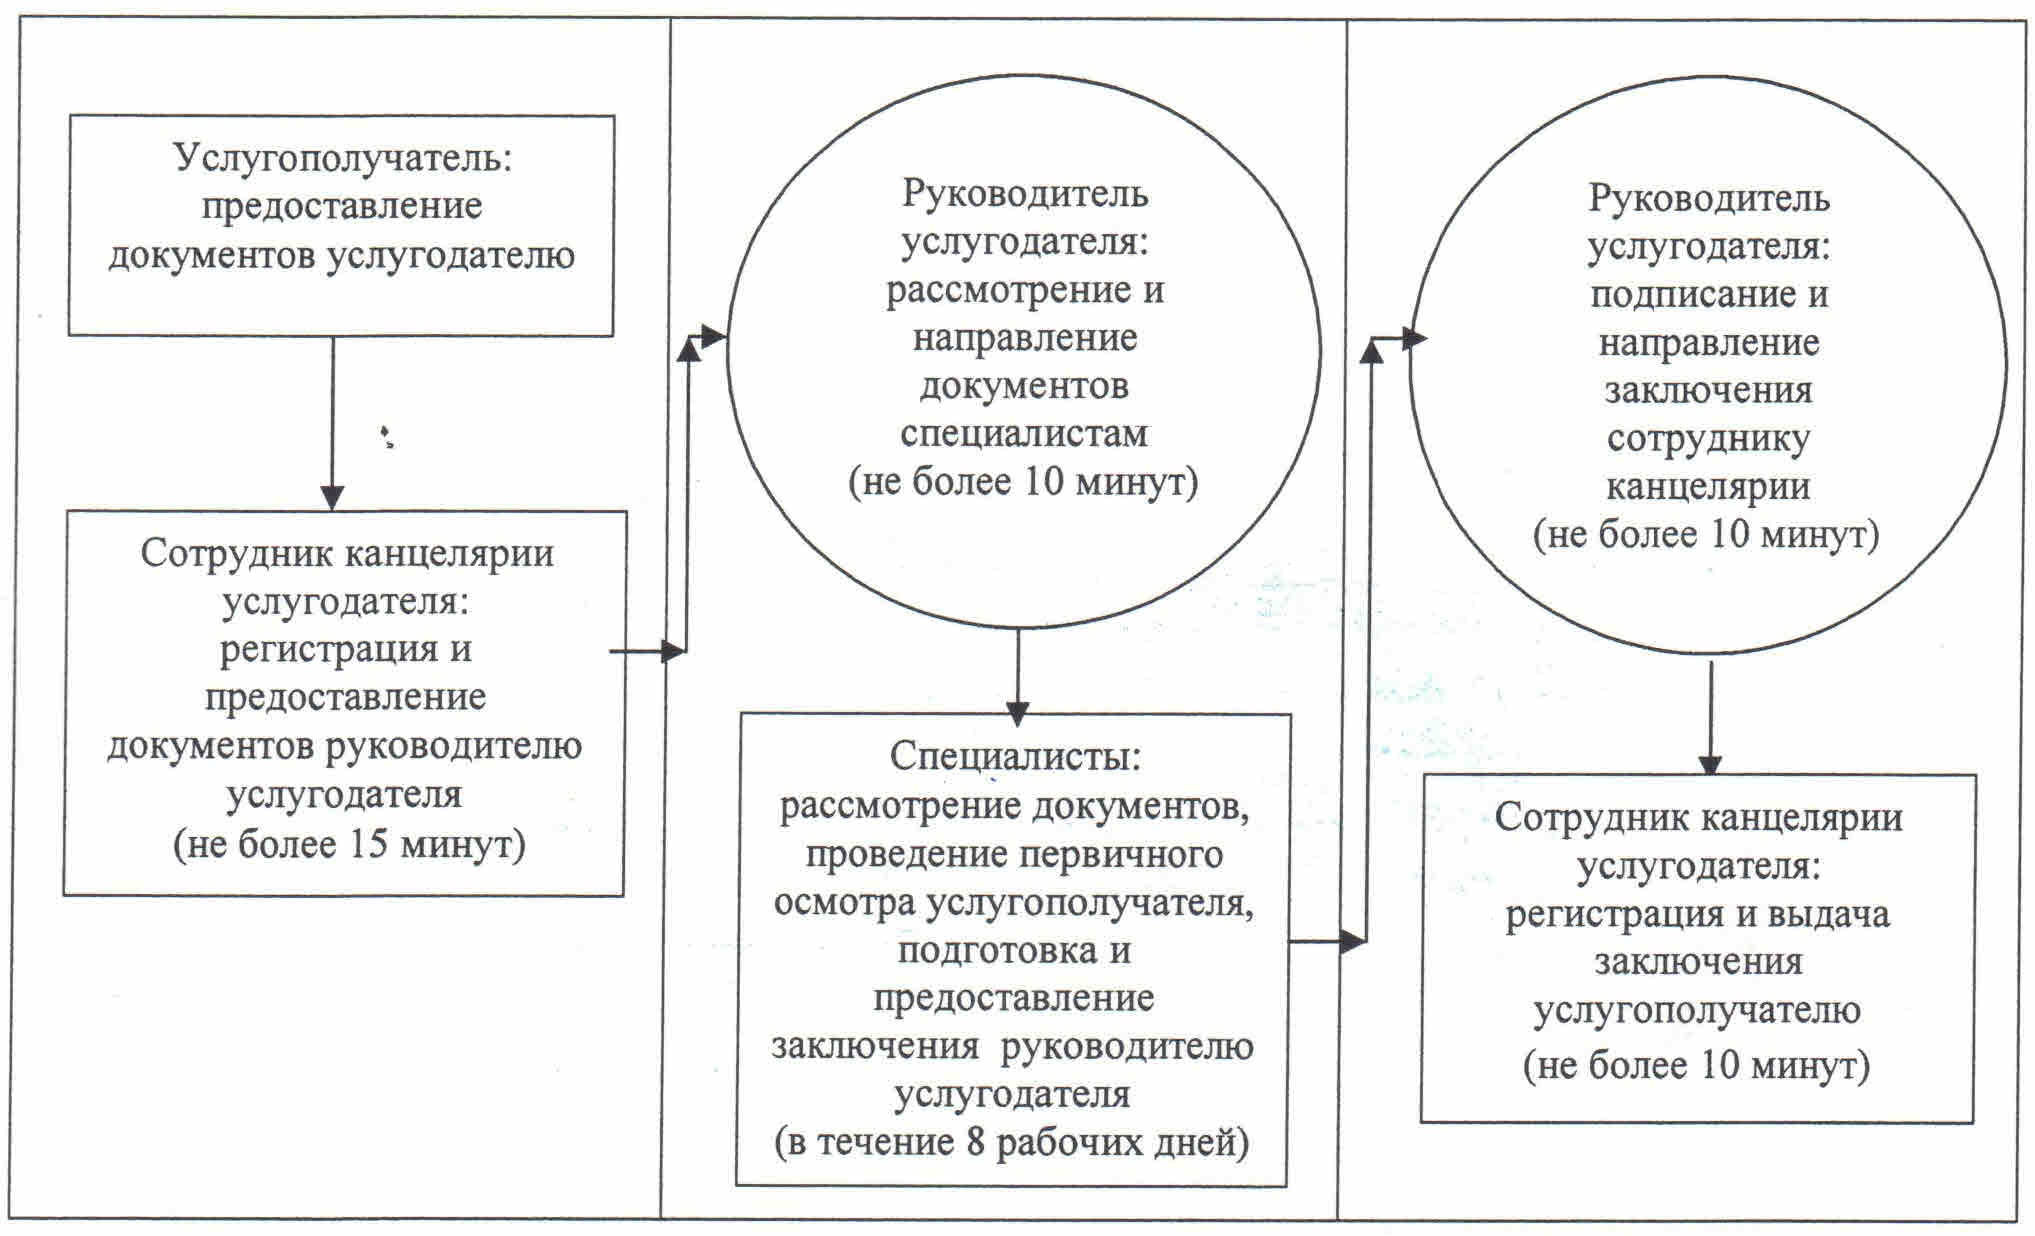 Услугополучатель:
предоставление
документов услугодателю
Сотрудник канцелярии
услугодателя:
регистрация и
предоставление
документов руководителю
услугодателя
(не более 15 минут)
Руководитель
услугодателя:
рассмотрение и
направление
документов
специалистам
(не более 10 минут)
Специалисты:
рассмотрение документов,
проведение первичного
осмотра услугополучателя,
подготовка и
предоставление
заключения руководителю
услугодателя
(в течение 8 рабочих дней)
Руководитель
услугодателя:
подписание и
направление
заключения
сотруднику
канцелярии
(не более 10 минут)
Сотрудник канцелярии
услугодателя:
регистрация и выдача
заключения
услугополучателю
(не более 10 минут)